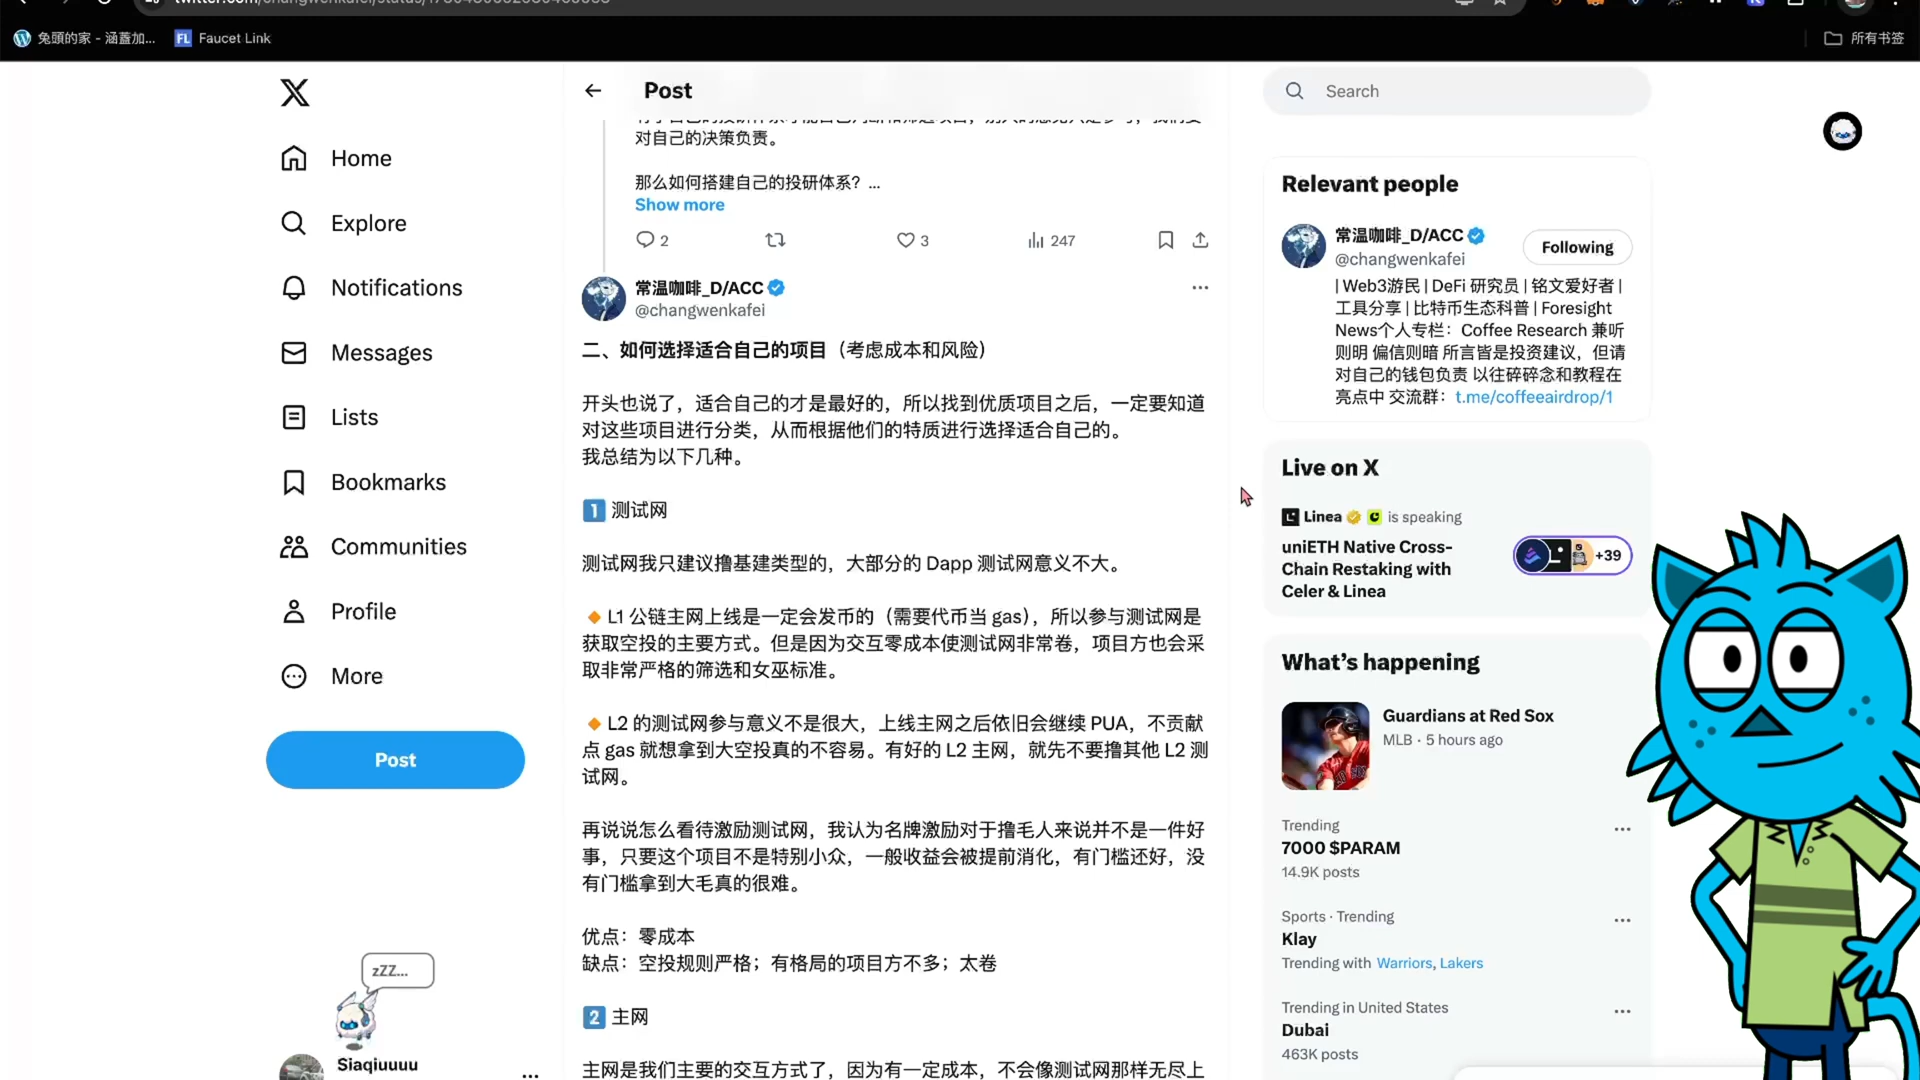 兔頭的家 - 涵蓋加...
FL Faucet Link
所有书签
Home
Explore
Notifications
Messages
Lists
Bookmarks
Communities
Profile
More
Post
zZZ...
Siaqiuuuu
Post
对自己的决策负责。
那么如何搭建自己的投研体系？...
Show more
2
3
247
常温咖啡_D/ACC
@changwenkafei
二、如何选择适合自己的项目（考虑成本和风险）
开头也说了，适合自己的才是最好的，所以找到优质项目之后，一定要知道
对这些项目进行分类，从而根据他们的特质进行选择适合自己的。
我总结为以下几种。
1 测试网
测试网我只建议撸基建类型的，大部分的 Dapp 测试网意义不大。
🔸 L1 公链主网上线是一定会发币的（需要代币当 gas），所以参与测试网是
获取空投的主要方式。但是因为交互零成本使测试网非常卷，项目方也会采
取非常严格的筛选和女巫标准。
🔸 L2 的测试网参与意义不是很大，上线主网之后依旧会继续 PUA，不贡献
点 gas 就想拿到大空投真的不容易。有好的 L2 主网，就先不要撸其他 L2 测
试网。
再说说怎么看待激励测试网，我认为名牌激励对于撸毛人来说并不是一件好
事，只要这个项目不是特别小众，一般收益会被提前消化，有门槛还好，没
有门槛拿到大毛真的很难。
优点：零成本
缺点：空投规则严格；有格局的项目方不多；太卷
2 主网
主网是我们主要的交互方式了，因为有一定成本，不会像测试网那样无尽上
Search
Relevant people
常温咖啡_D/ACC
@changwenkafei
Following
| Web3游民 | DeFi 研究员 | 铭文爱好者 |
工具分享 | 比特币生态科普 | Foresight
News个人专栏：Coffee Research 兼听
则明 偏信则暗 所言皆是投资建议，但请
对自己的钱包负责 以往碎碎念和教程在
亮点中 交流群：t.me/coffeeairdrop/1
Live on X
Linea is speaking
uniETH Native Cross-
Chain Restaking with
Celer & Linea
+39
What’s happening
Guardians at Red Sox
MLB · 5 hours ago
Trending
7000 $PARAM
14.9K posts
Sports · Trending
Klay
Trending with Warriors, Lakers
Trending in United States
Dubai
463K posts